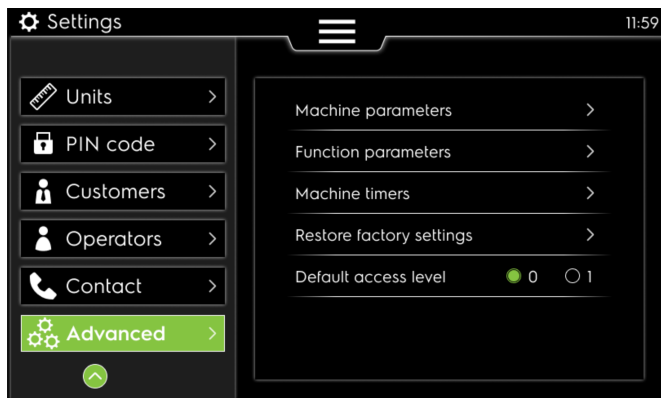 Settings
11:59
Units
PIN code
Customers
Operators
Contact
Advanced
Machine parameters
Function parameters
Machine timers
Restore factory settings
Default access level 0 1